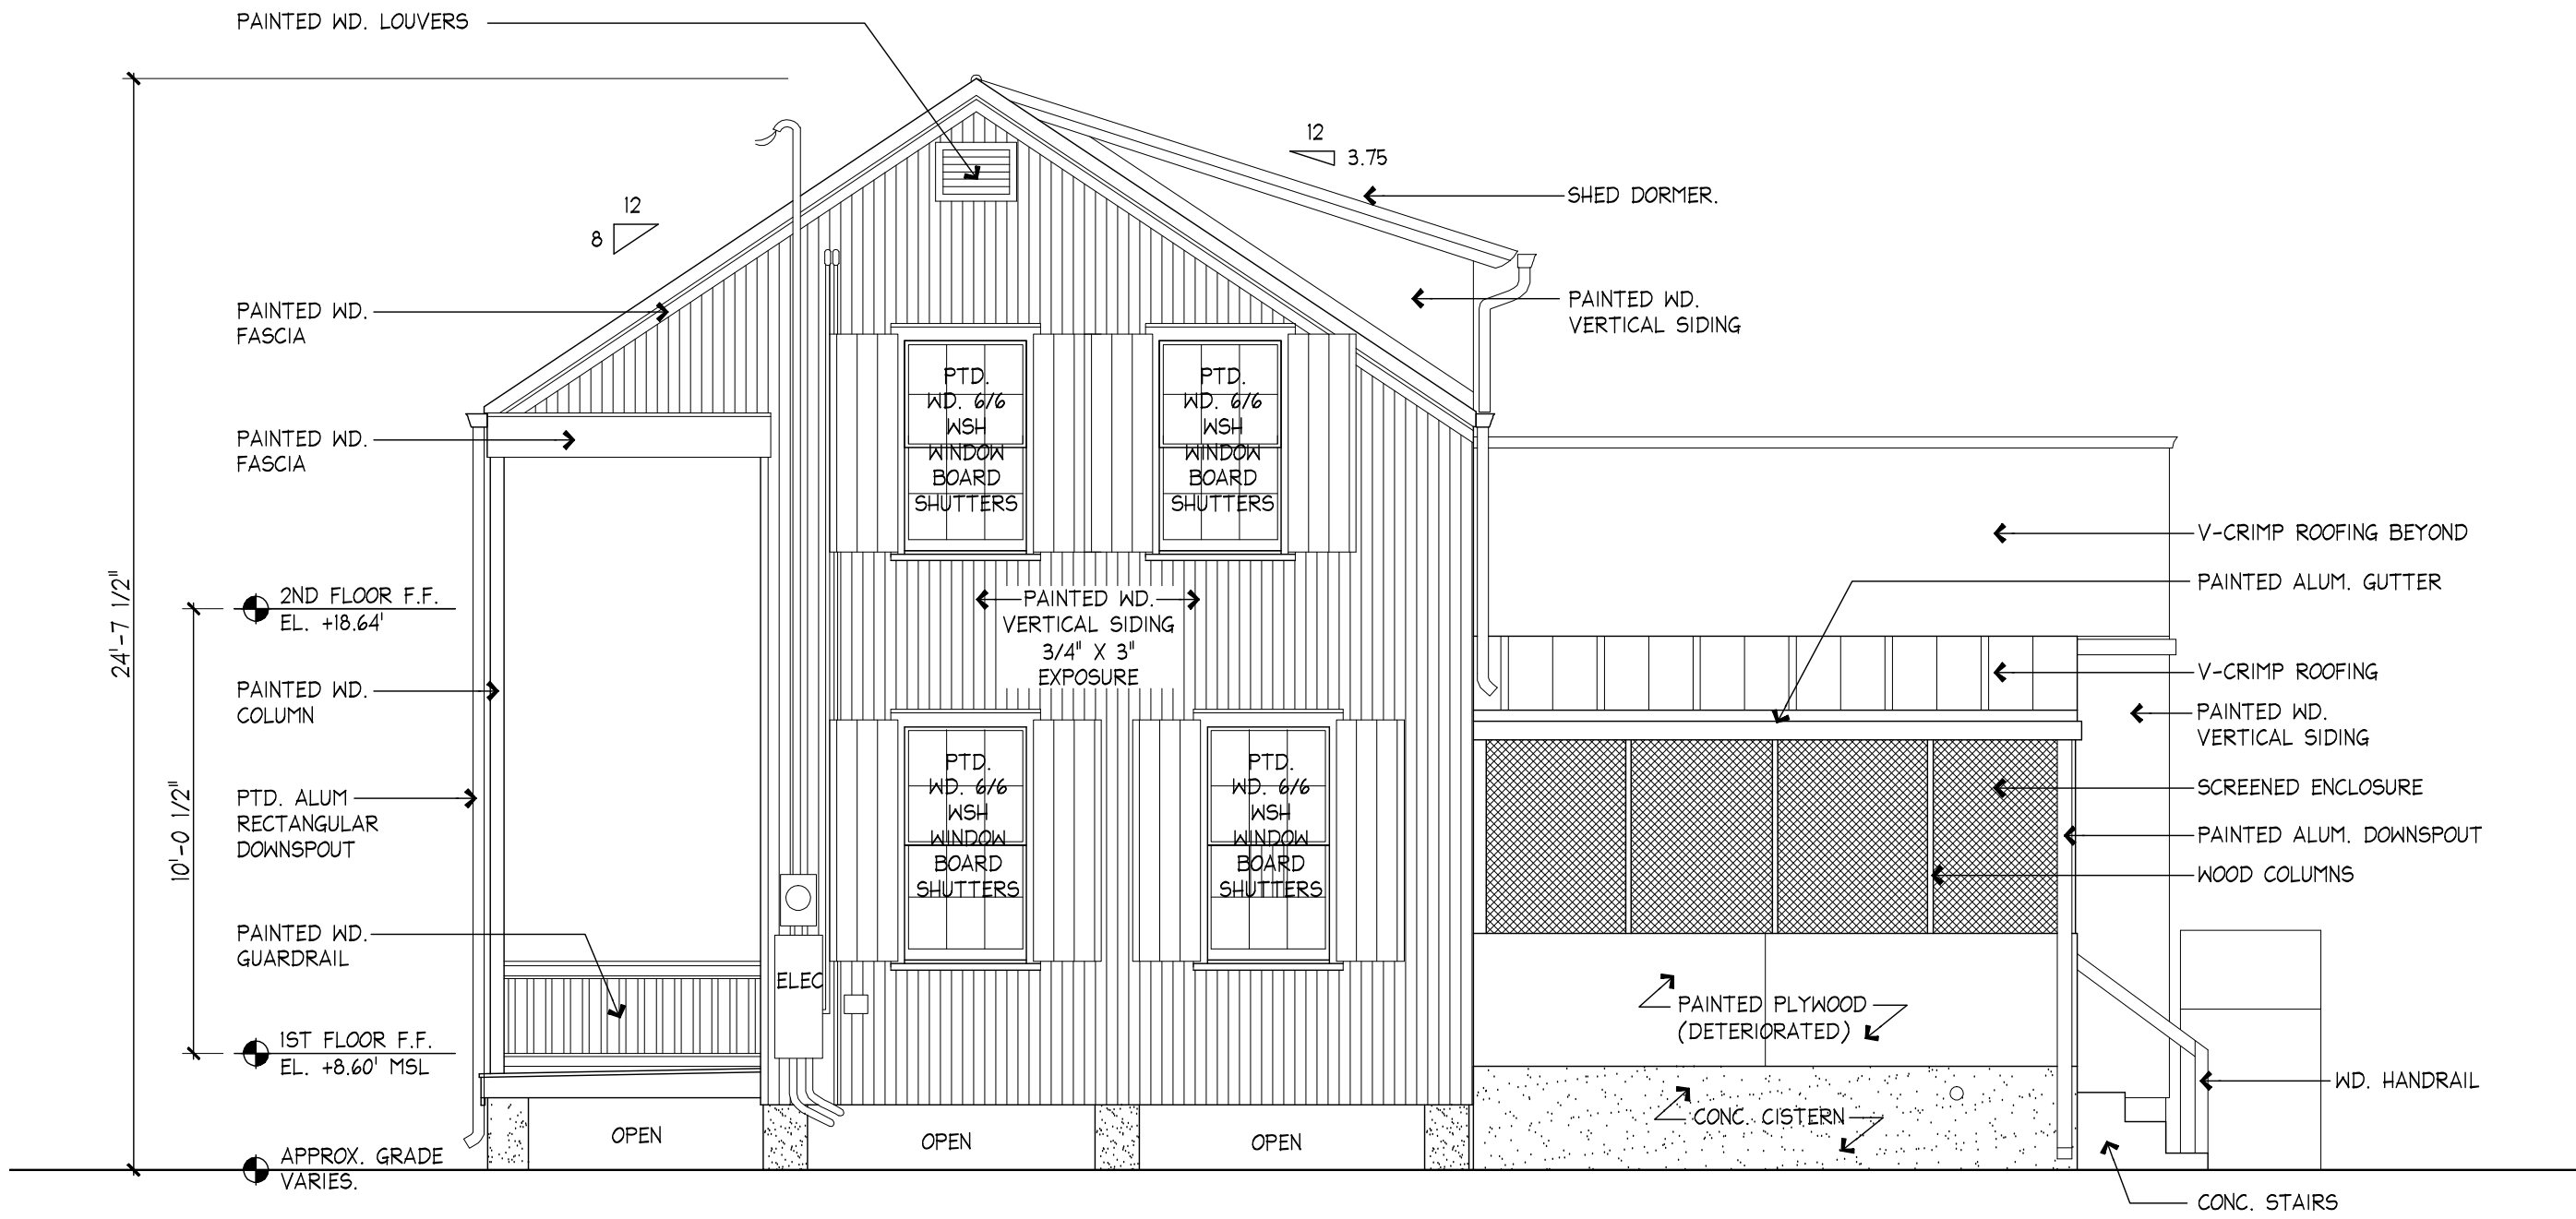 PAINTED WD. LOUVERS
12
3.75
SHED DORMER.
12
8
PAINTED WD.
FASCIA
PAINTED WD.
VERTICAL SIDING
PAINTED WD.
FASCIA
PTD.
WD. 6/6
WSH
WINDOW
BOARD
SHUTTERS
PTD.
WD. 6/6
WSH
WINDOW
BOARD
SHUTTERS
V-CRIMP ROOFING BEYOND
PAINTED ALUM. GUTTER
24'-7 1/2"
2ND FLOOR F.F.
EL. +18.64'
PAINTED WD.
VERTICAL SIDING
3/4" X 3"
EXPOSURE
V-CRIMP ROOFING
PAINTED WD.
COLUMN
PAINTED WD.
VERTICAL SIDING
10'-0 1/2"
PTD. ALUM
RECTANGULAR
DOWNSPOUT
PTD.
WD. 6/6
WSH
WINDOW
BOARD
SHUTTERS
PTD.
WD. 6/6
WSH
WINDOW
BOARD
SHUTTERS
SCREENED ENCLOSURE
PAINTED ALUM. DOWNSPOUT
WOOD COLUMNS
PAINTED WD.
GUARDRAIL
ELEC
PAINTED PLYWOOD
(DETERIORATED)
1ST FLOOR F.F.
EL. +8.60' MSL
WD. HANDRAIL
CONC. CISTERN
OPEN
OPEN
OPEN
APPROX. GRADE
VARIES.
CONC. STAIRS